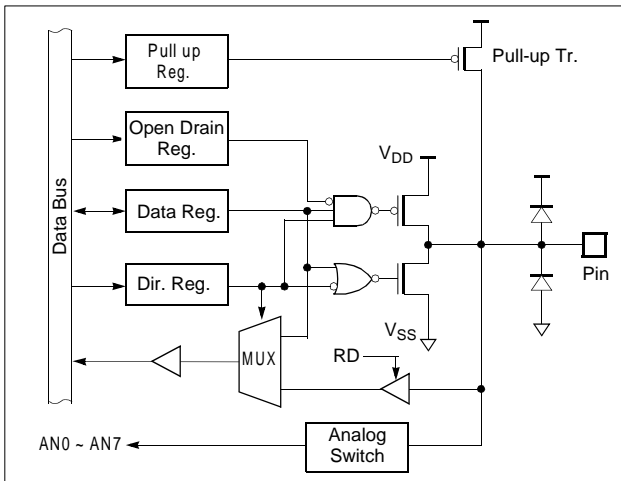 Pull up
Reg.
Pull-up Tr.
Open Drain
Reg.
VDD
Data Bus
Data Reg.
Dir. Reg.
Pin
VSS
MUX
RD
AN0 ~ AN7
Analog
Switch